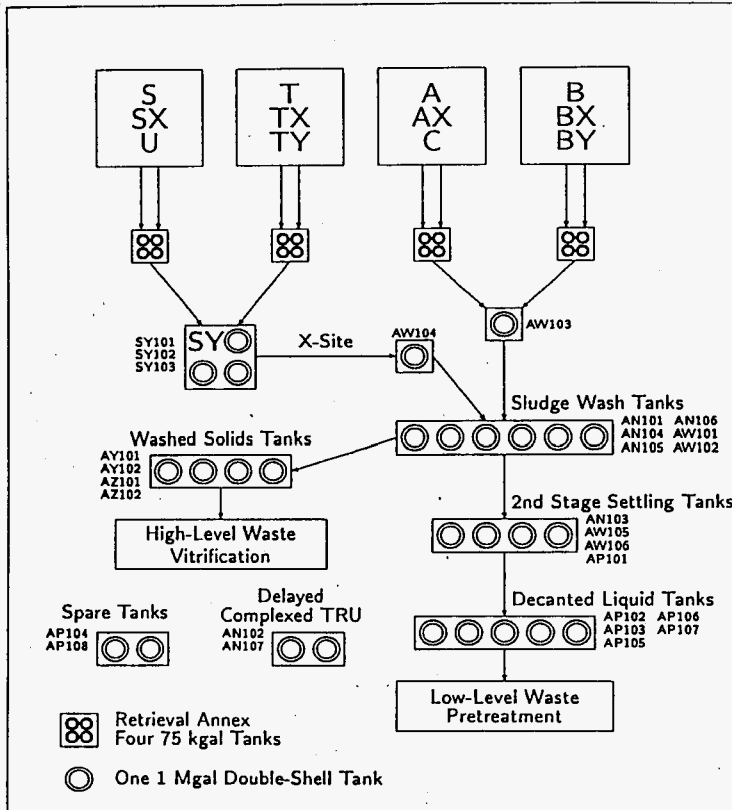 S
SX
U
T
TX
TY
A
AX
C
B
BX
BY
AW103
SY101
SY102
SY103
SY
X-Site
AW104
Sludge Wash Tanks
AN101 AN106
AN104 AW101
AN105 AW102
Washed Solids Tanks
AY101
AY102
AZ101
AZ102
High-Level Waste
Vitrification
2nd Stage Settling Tanks
AN103
AW105
AW106
AP101
Spare Tanks
AP104
AP108
Delayed
Complexed TRU
AN102
AN107
Decanted Liquid Tanks
AP102 AP106
AP103 AP107
AP105
Low-Level Waste
Pretreatment
Retrieval Annex
Four 75 kgal Tanks
One 1 Mgal Double-Shell Tank